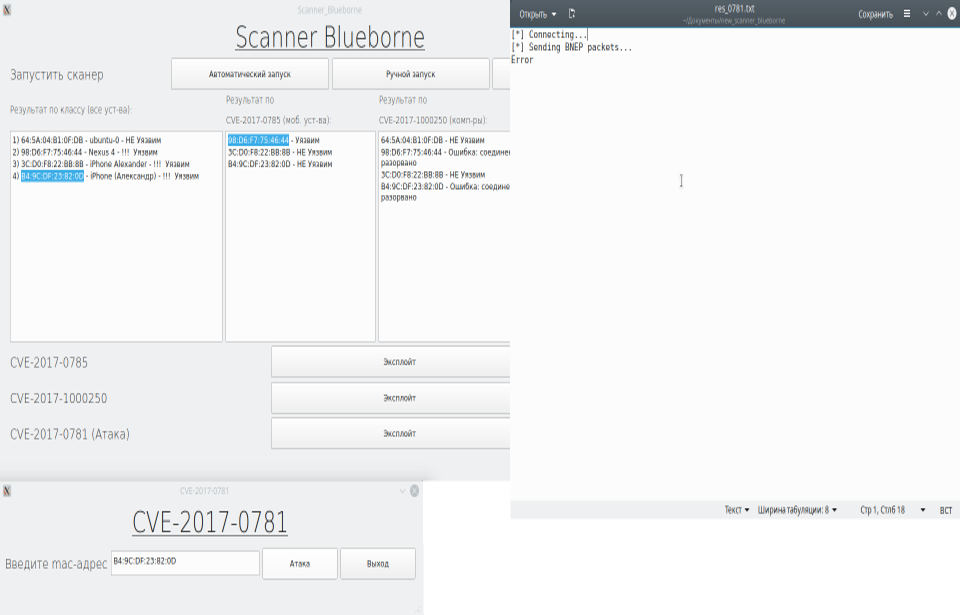 Scanner_Blueborne
Scanner Blueborne
Запустить сканер
Автоматический запуск
Ручной запуск
Результат по классу (все уст-ва):
Результат по
CVE-2017-0785 (моб. уст-ва):
Результат по
CVE-2017-1000250 (комп-ры):
1) 64:5A:04:B1:0F:DB - ubuntu-0 - НЕ Уязвим
2) 98:D6:F7:75:46:44 - Nexus 4 - !!! Уязвим
3) 3C:D0:F8:22:BB:8B - iPhone Alexander - !!! Уязвим
4) B4:9C:DF:23:82:0D - iPhone (Александр) - !!! Уязвим
98:D6:F7:75:46:44 - Уязвим
3C:D0:F8:22:BB:8B - НЕ Уязвим
B4:9C:DF:23:82:0D - НЕ Уязвим
64:5A:04:B1:0F:DB - НЕ Уязвим
98:D6:F7:75:46:44 - Ошибка: соедине
разорвано
3C:D0:F8:22:BB:8B - НЕ Уязвим
B4:9C:DF:23:82:0D - Ошибка: соедине
разорвано
CVE-2017-0785
Эксплойт
CVE-2017-1000250
Эксплойт
CVE-2017-0781 (Атака)
Эксплойт
CVE-2017-0781
CVE-2017-0781
Введите mac-адрес
B4:9C:DF:23:82:0D
Атака
Выход
Открыть
res_0781.txt
~/Документы/new_scanner_blueborne
Сохранить
[*] Connecting...
[*] Sending BNEP packets...
Error
Текст
Ширина табуляции: 8
Стр 1, Стлб 18
ВСТ